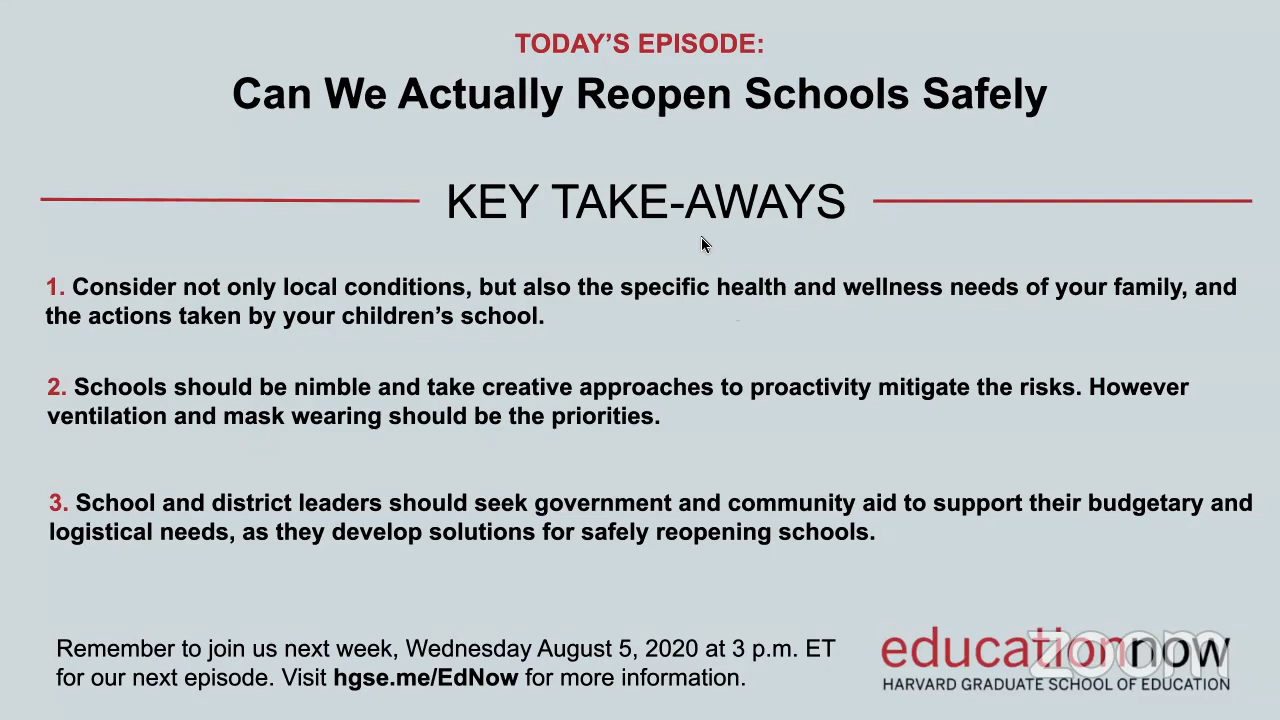 TODAY’S EPISODE:
Can We Actually Reopen Schools Safely
KEY TAKE-AWAYS
1. Consider not only local conditions, but also the specific health and wellness needs of your family, and
the actions taken by your children’s school.
2. Schools should be nimble and take creative approaches to proactivity mitigate the risks. However
ventilation and mask wearing should be the priorities.
3. School and district leaders should seek government and community aid to support their budgetary and
logistical needs, as they develop solutions for safely reopening schools.
Remember to join us next week, Wednesday August 5, 2020 at 3 p.m. ET
for our next episode. Visit hgse.me/EdNow for more information.
educationnow
zoom
HARVARD GRADUATE SCHOOL OF EDUCATION